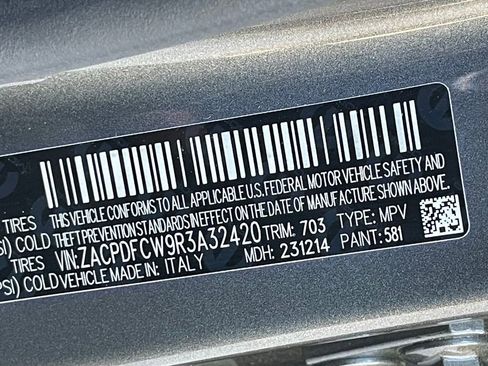 TIRES THIS VEHICLE CONFORMS TO ALL APPLICABLE U.S. FEDERAL MOTOR VEHICLE SAFETY AND
SI) COLD THEFT PREVENTION STANDARDS IN EFFECT ON THE DATE OF MANUFACTURE SHOWN ABOVE.
TIRES VIN:ZACPDFCW9R3A32420 TRIM: 703 TYPE: MPV
PSI) COLD VEHICLE MADE IN: ITALY MDH: 231214 PAINT: 581